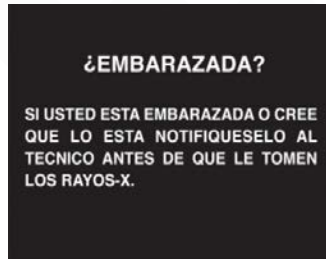 ¿EMBARAZADA?
SI USTED ESTA EMBARAZADA O CREE
QUE LO ESTA NOTIFIQUESELO AL
TECNICO ANTES DE QUE LE TOMEN
LOS RAYOS-X.